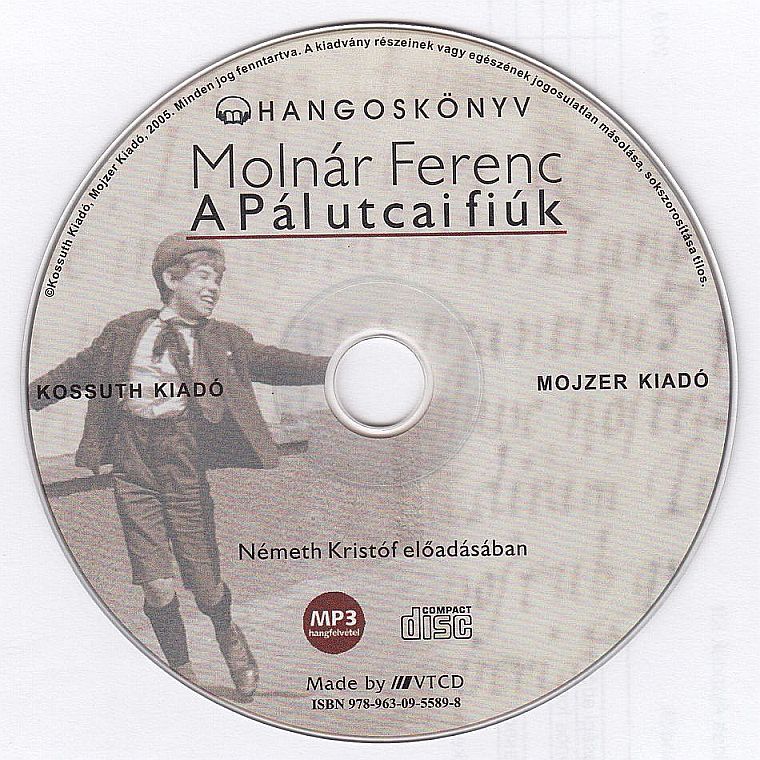 ©Kossuth Kiadó, Mojzer Kiadó, 2005. Minden jog fenntartva. A kiadvány részeinek vagy egészének jogosulatlan másolása, sokszorosítása tilos.
HANGOSKÖNYV
Molnár Ferenc
A Pál utcai fiúk
KOSSUTH KIADÓ
MOJZER KIADÓ
Németh Kristóf előadásában
MP3
hangfelvétel
COMPACT
disc
Made by VTCD
ISBN 978-963-09-5589-8